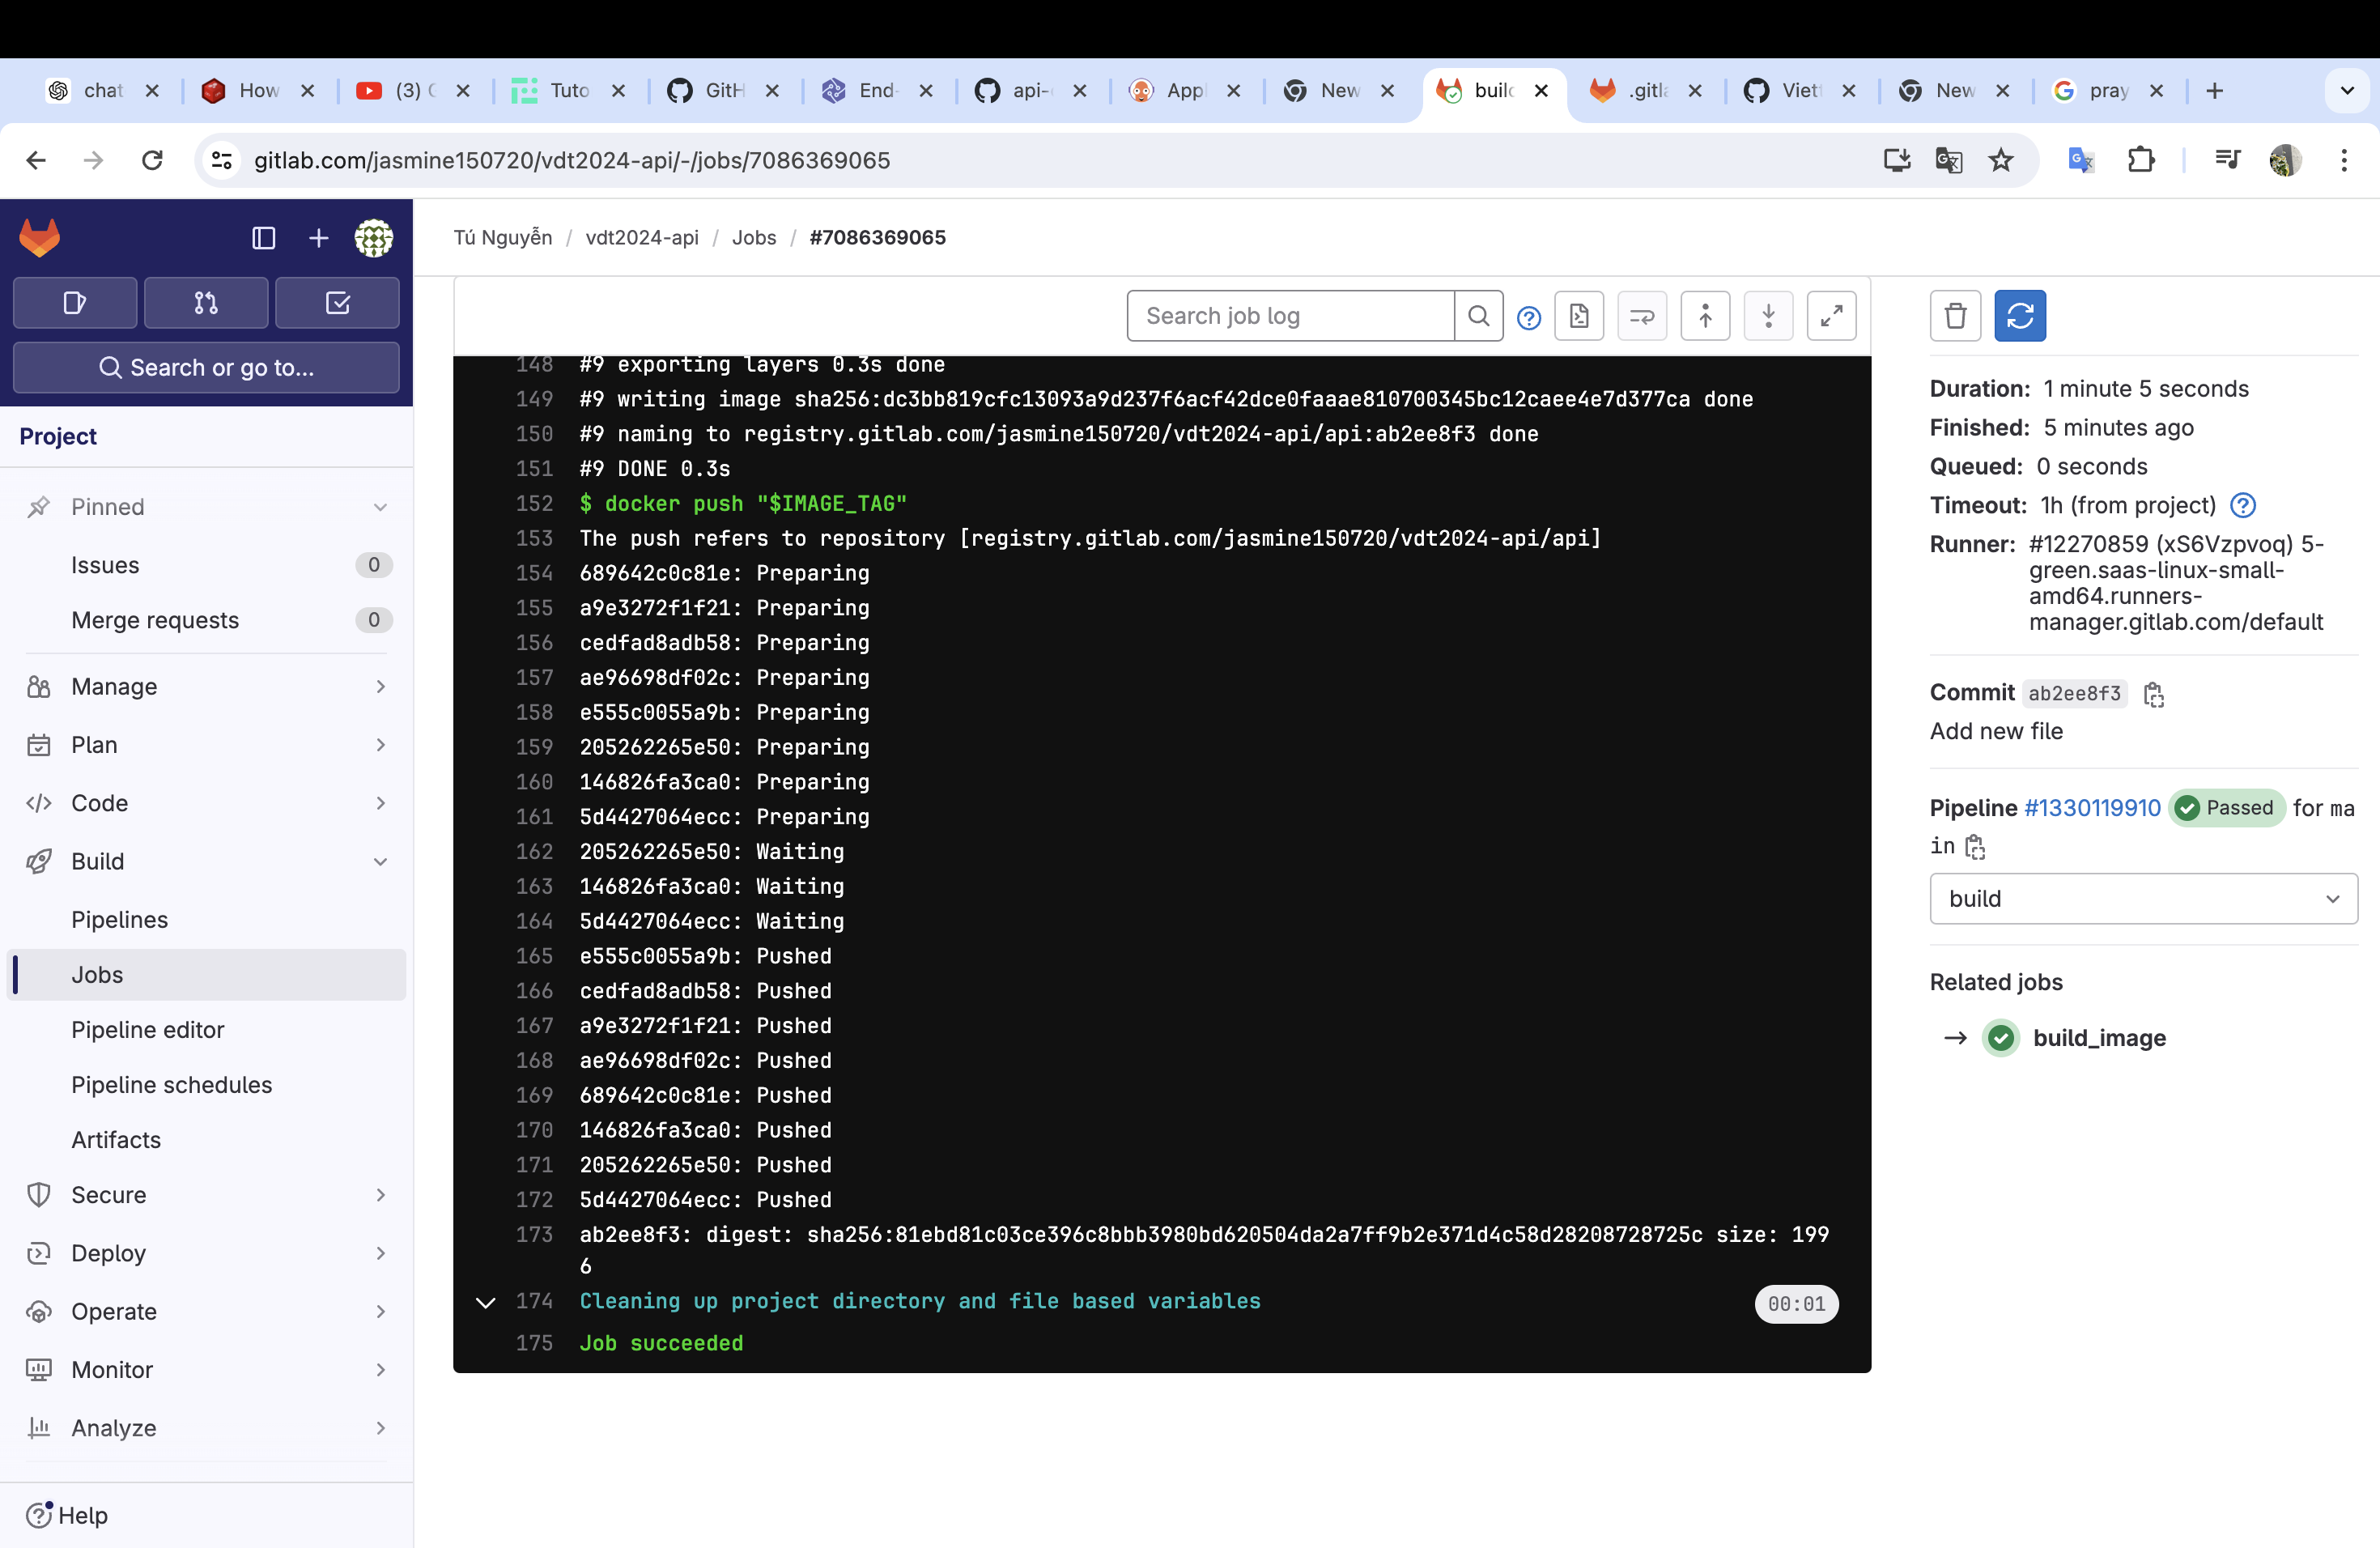 chat
How
(3) C
Tuto
GitH
End-
api-
Appl
New
build
.gitla
Viett
New
pray
gitlab.com/jasmine150720/vdt2024-api/-/jobs/7086369065
Tú Nguyễn / vdt2024-api / Jobs / #7086369065
Search or go to...
Project
Pinned
Issues 0
Merge requests 0
Manage
Plan
Code
Build
Pipelines
Jobs
Pipeline editor
Pipeline schedules
Artifacts
Secure
Deploy
Operate
Monitor
Analyze
Help
Search job log
148 #9 exporting layers 0.3s done
149 #9 writing image sha256:dc3bb819cfc13093a9d237f6acf42dce0faaae810700345bc12caee4e7d377ca done
150 #9 naming to registry.gitlab.com/jasmine150720/vdt2024-api/api:ab2ee8f3 done
151 #9 DONE 0.3s
152 $ docker push "$IMAGE_TAG"
153 The push refers to repository [registry.gitlab.com/jasmine150720/vdt2024-api/api]
154 689642c0c81e: Preparing
155 a9e3272f1f21: Preparing
156 cedfad8adb58: Preparing
157 ae96698df02c: Preparing
158 e555c0055a9b: Preparing
159 205262265e50: Preparing
160 146826fa3ca0: Preparing
161 5d4427064ecc: Preparing
162 205262265e50: Waiting
163 146826fa3ca0: Waiting
164 5d4427064ecc: Waiting
165 e555c0055a9b: Pushed
166 cedfad8adb58: Pushed
167 a9e3272f1f21: Pushed
168 ae96698df02c: Pushed
169 689642c0c81e: Pushed
170 146826fa3ca0: Pushed
171 205262265e50: Pushed
172 5d4427064ecc: Pushed
173 ab2ee8f3: digest: sha256:81ebd81c03ce396c8bbb3980bd620504da2a7ff9b2e371d4c58d28208728725c size: 199
6
174 Cleaning up project directory and file based variables 00:01
175 Job succeeded
Duration: 1 minute 5 seconds
Finished: 5 minutes ago
Queued: 0 seconds
Timeout: 1h (from project)
Runner: #12270859 (xS6Vzpvoq) 5-
green.saas-linux-small-
amd64.runners-
manager.gitlab.com/default
Commit ab2ee8f3
Add new file
Pipeline #1330119910 Passed for ma
in
build
Related jobs
build_image